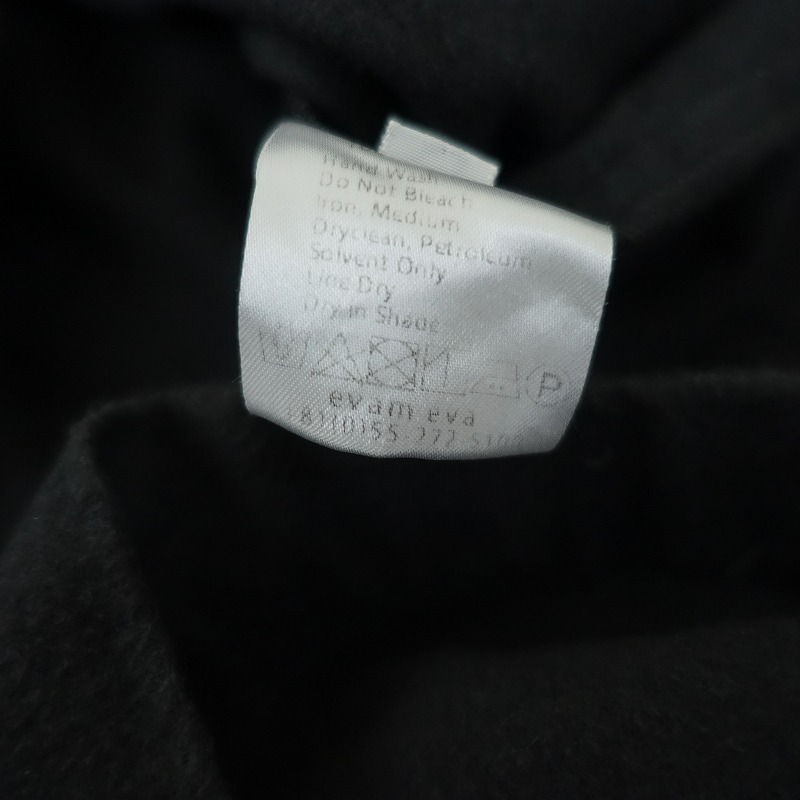 Hand Wash
Do Not Bleach
Iron, Medium
Dryclean, Petroleum
Solvent Only
Line Dry
Dry in Shade
P
evam eva